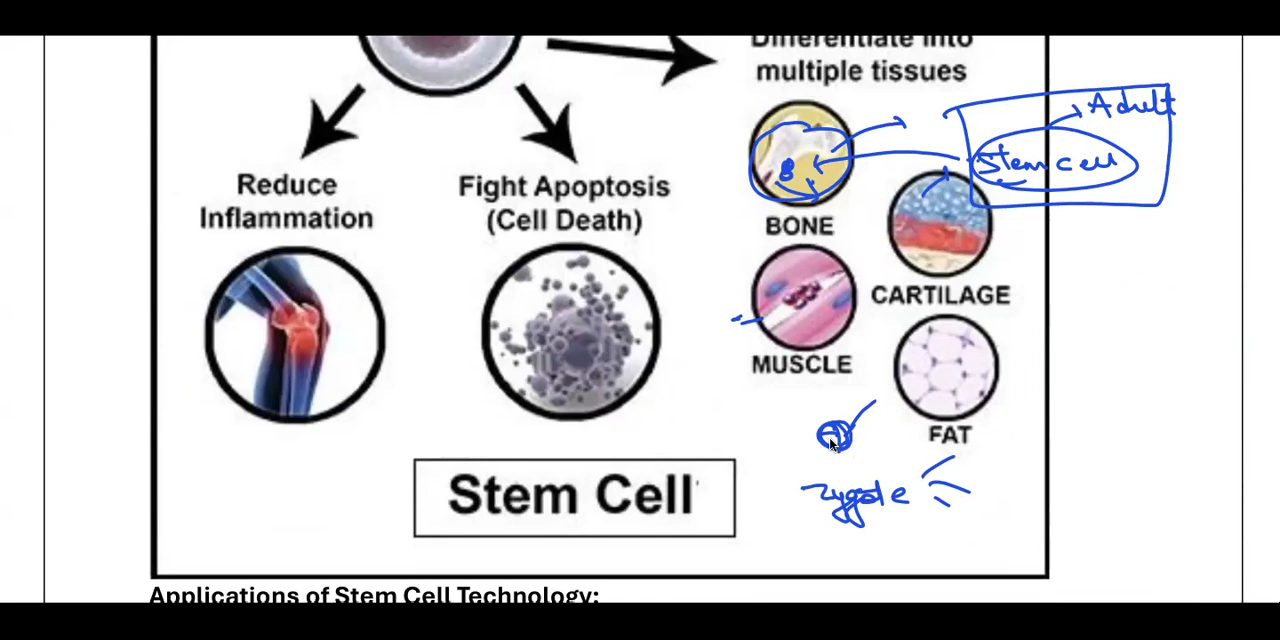 Differentiate into
multiple tissues
Adult
Stem cell
Reduce
Inflammation
Fight Apoptosis
(Cell Death)
BONE
CARTILAGE
MUSCLE
FAT
zygote
Stem Cell
Applications of Stem Cell Technology: